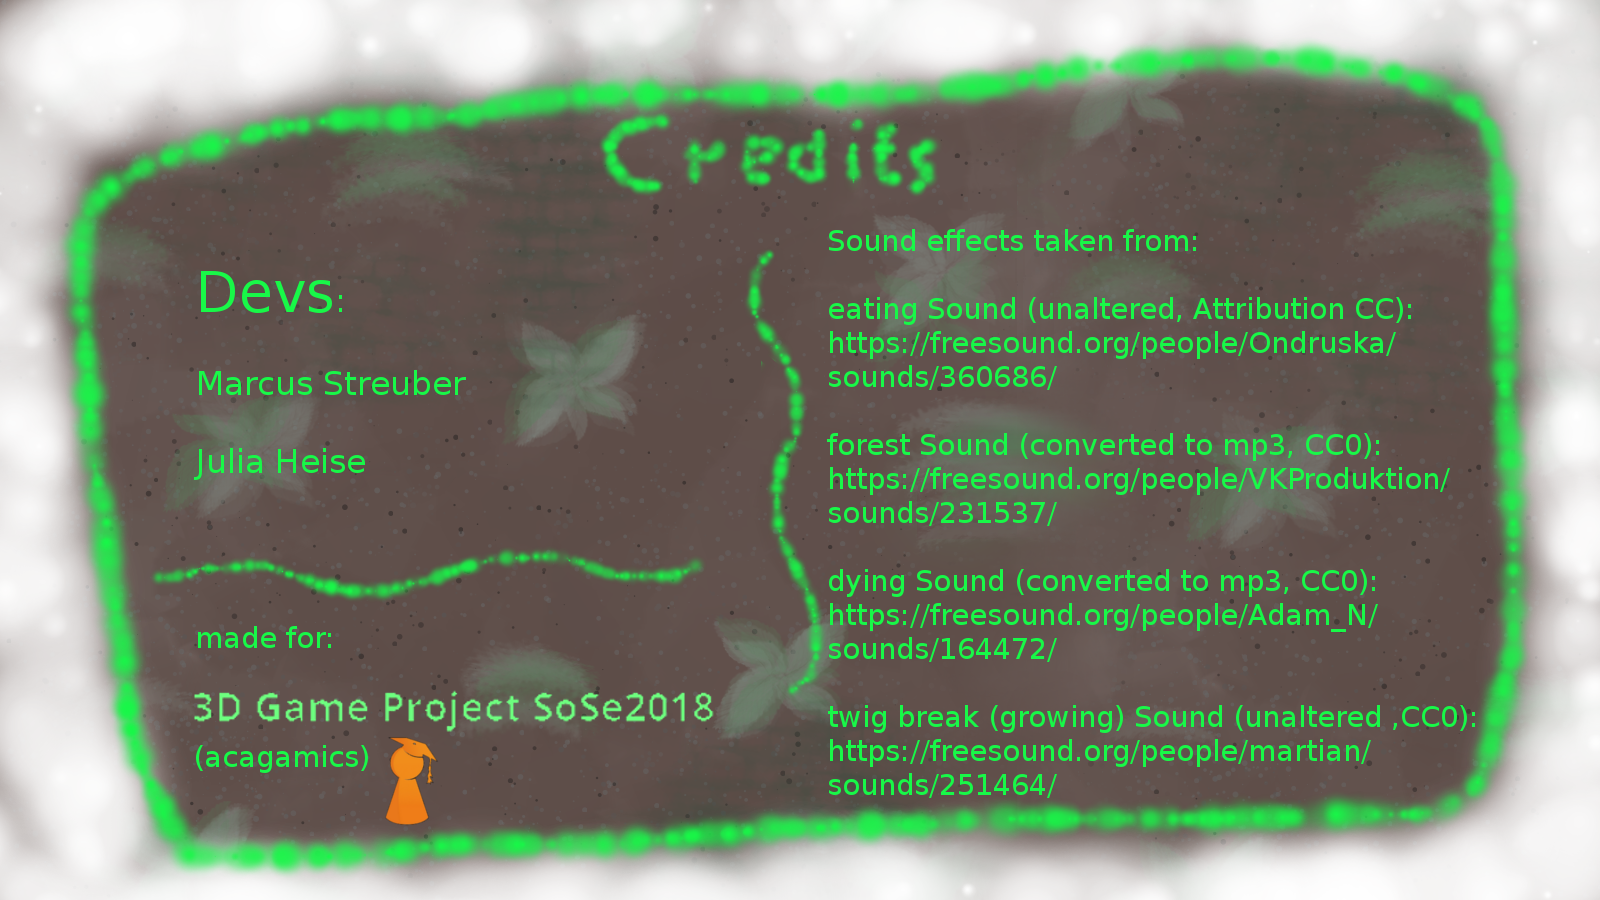 Credits
Devs:
Marcus Streuber
Julia Heise
made for:
3D Game Project SoSe2018
(acagamics)
Sound effects taken from:
eating Sound (unaltered, Attribution CC):
https://freesound.org/people/Ondruska/
sounds/360686/
forest Sound (converted to mp3, CC0):
https://freesound.org/people/VKProduktion/
sounds/231537/
dying Sound (converted to mp3, CC0):
https://freesound.org/people/Adam_N/
sounds/164472/
twig break (growing) Sound (unaltered ,CC0):
https://freesound.org/people/martian/
sounds/251464/